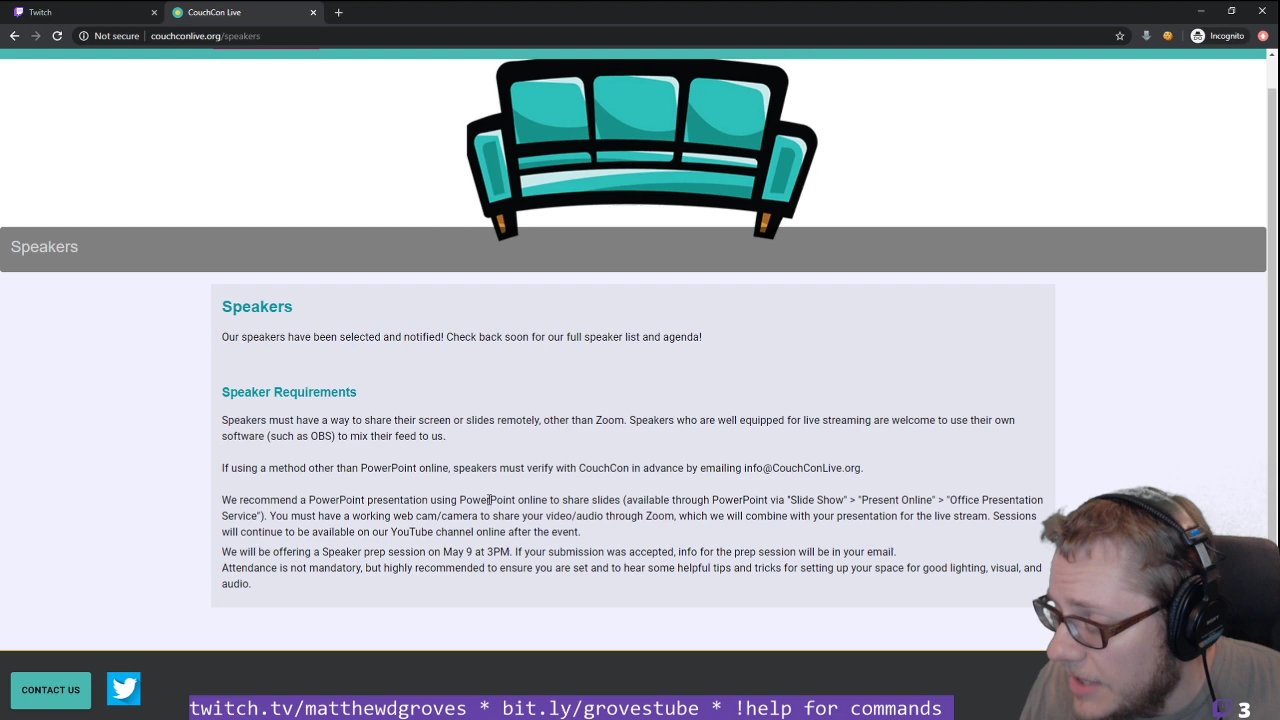 Twitch
CouchCon Live
Not secure
couchconlive.org/speakers
Incognito
Speakers
Speakers
Our speakers have been selected and notified! Check back soon for our full speaker list and agenda!
Speaker Requirements
Speakers must have a way to share their screen or slides remotely, other than Zoom. Speakers who are well equipped for live streaming are welcome to use their own
software (such as OBS) to mix their feed to us.
If using a method other than PowerPoint online, speakers must verify with CouchCon in advance by emailing info@CouchConLive.org.
We recommend a PowerPoint presentation using PowerPoint online to share slides (available through PowerPoint via "Slide Show" > "Present Online" > "Office Presentation
Service"). You must have a working web cam/camera to share your video/audio through Zoom, which we will combine with your presentation for the live stream. Sessions
will continue to be available on our YouTube channel online after the event.
We will be offering a Speaker prep session on May 9 at 3PM. If your submission was accepted, info for the prep session will be in your email.
Attendance is not mandatory, but highly recommended to ensure you are set and to hear some helpful tips and tricks for setting up your space for good lighting, visual, and
audio.
CONTACT US
twitch.tv/matthewdgroves * bit.ly/grovestube * !help for commands
3